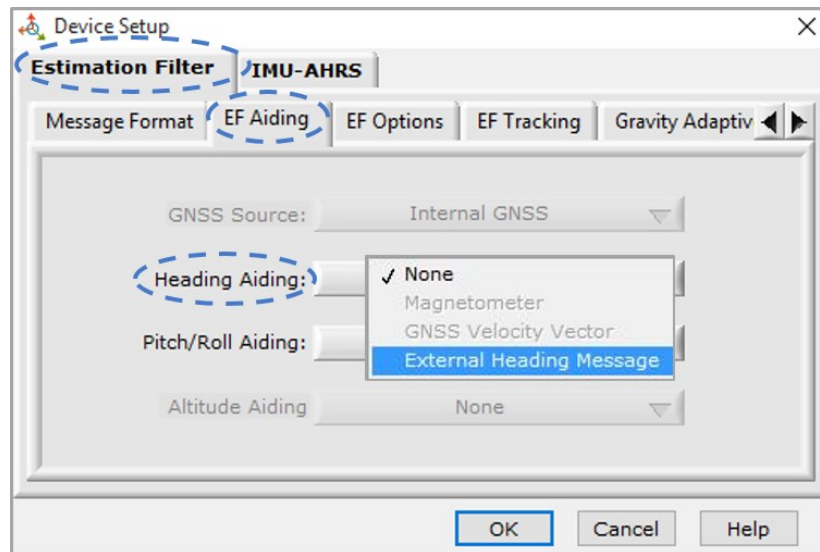 Device Setup
Estimation Filter IMU-AHRS
Message Format EF Aiding EF Options EF Tracking Gravity Adaptiv
GNSS Source: Internal GNSS
Heading Aiding: ✓ None
Magnetometer
GNSS Velocity Vector
Pitch/Roll Aiding: External Heading Message
Altitude Aiding None
OK Cancel Help